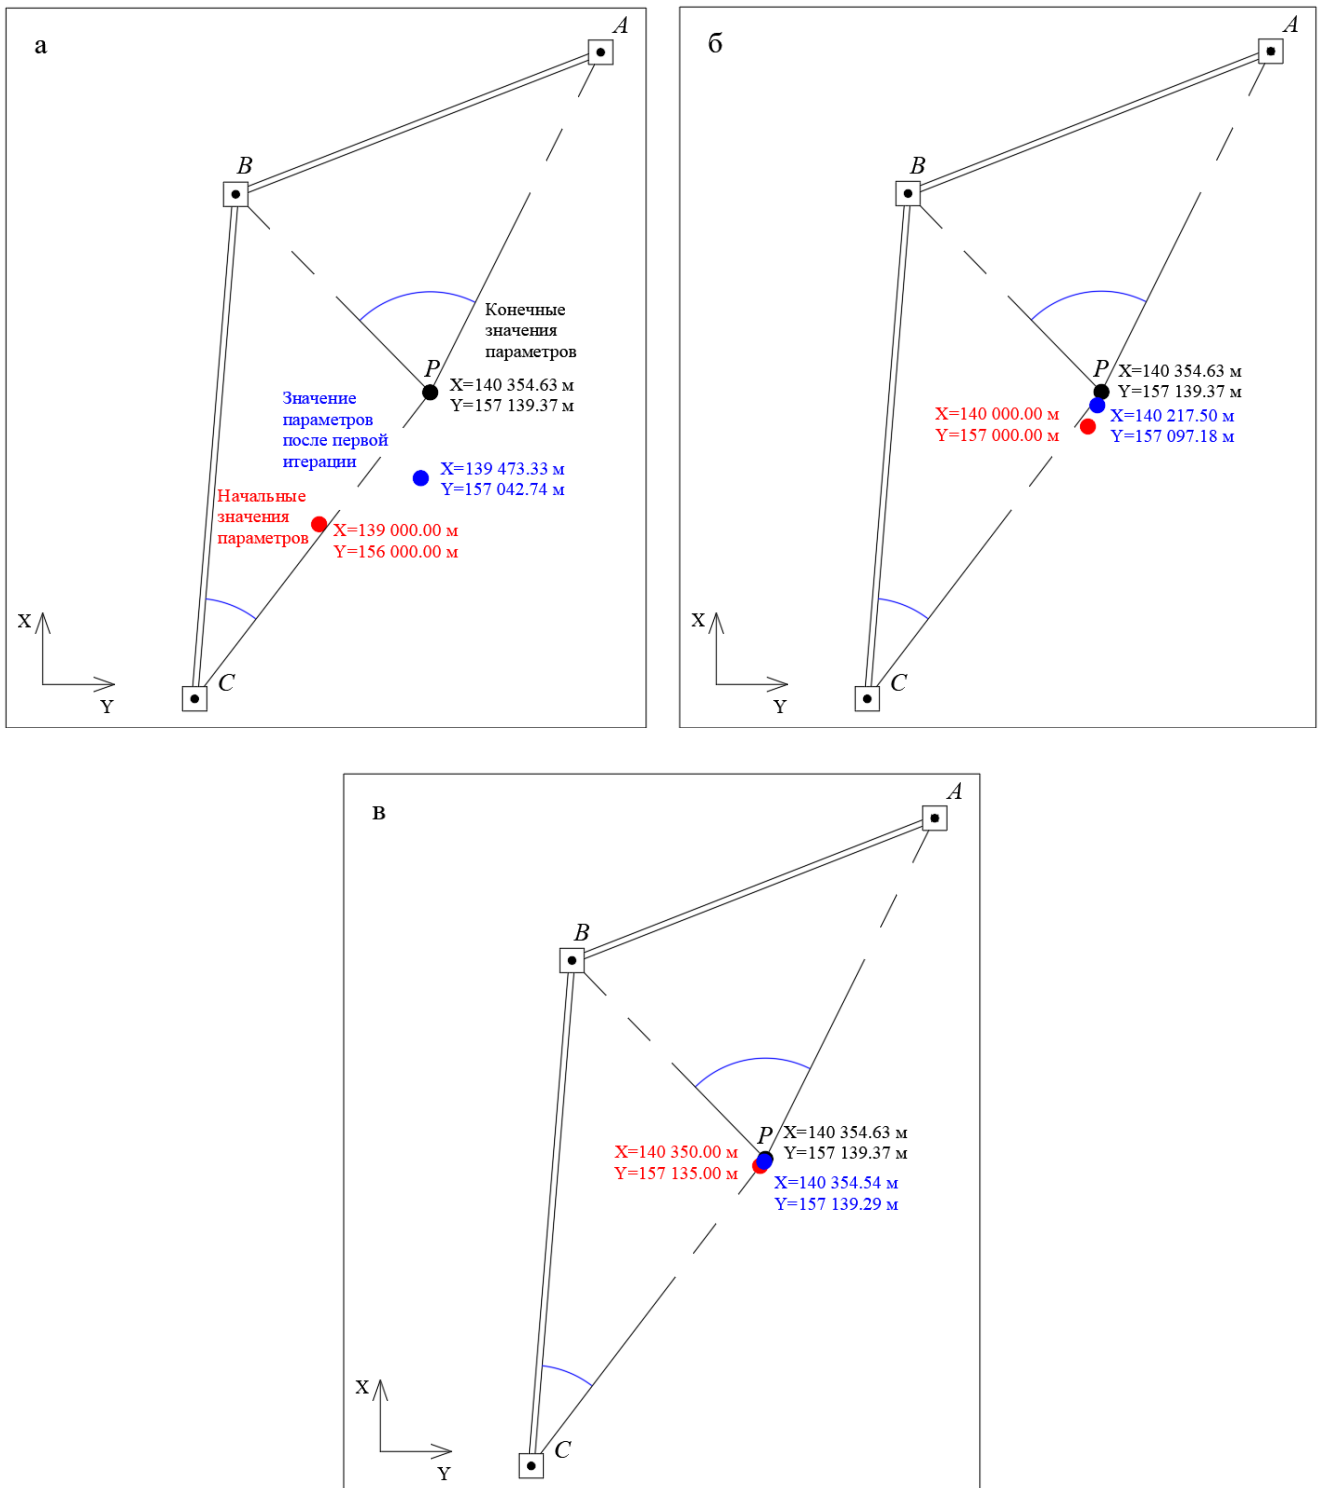 а
A
B
Конечные
значения
параметров
P
X=140 354.63 м
Y=157 139.37 м
Значение
параметров
после первой
итерации
X=139 473.33 м
Y=157 042.74 м
Начальные
значения
параметров
X=139 000.00 м
Y=156 000.00 м
X
Y
C
б
A
B
P
X=140 354.63 м
Y=157 139.37 м
X=140 000.00 м
Y=157 000.00 м
X=140 217.50 м
Y=157 097.18 м
X
Y
C
в
A
B
P
X=140 354.63 м
Y=157 139.37 м
X=140 350.00 м
Y=157 135.00 м
X=140 354.54 м
Y=157 139.29 м
X
Y
C